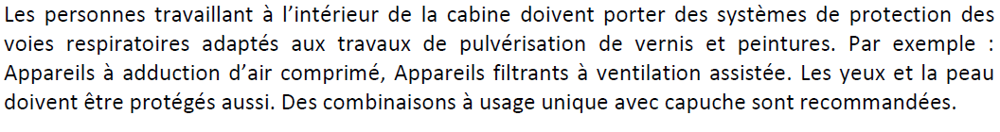 Les personnes travaillant à l’intérieur de la cabine doivent porter des systèmes de protection des
voies respiratoires adaptés aux travaux de pulvérisation de vernis et peintures. Par exemple :
Appareils à adduction d’air comprimé, Appareils filtrants à ventilation assistée. Les yeux et la peau
doivent être protégés aussi. Des combinaisons à usage unique avec capuche sont recommandées.